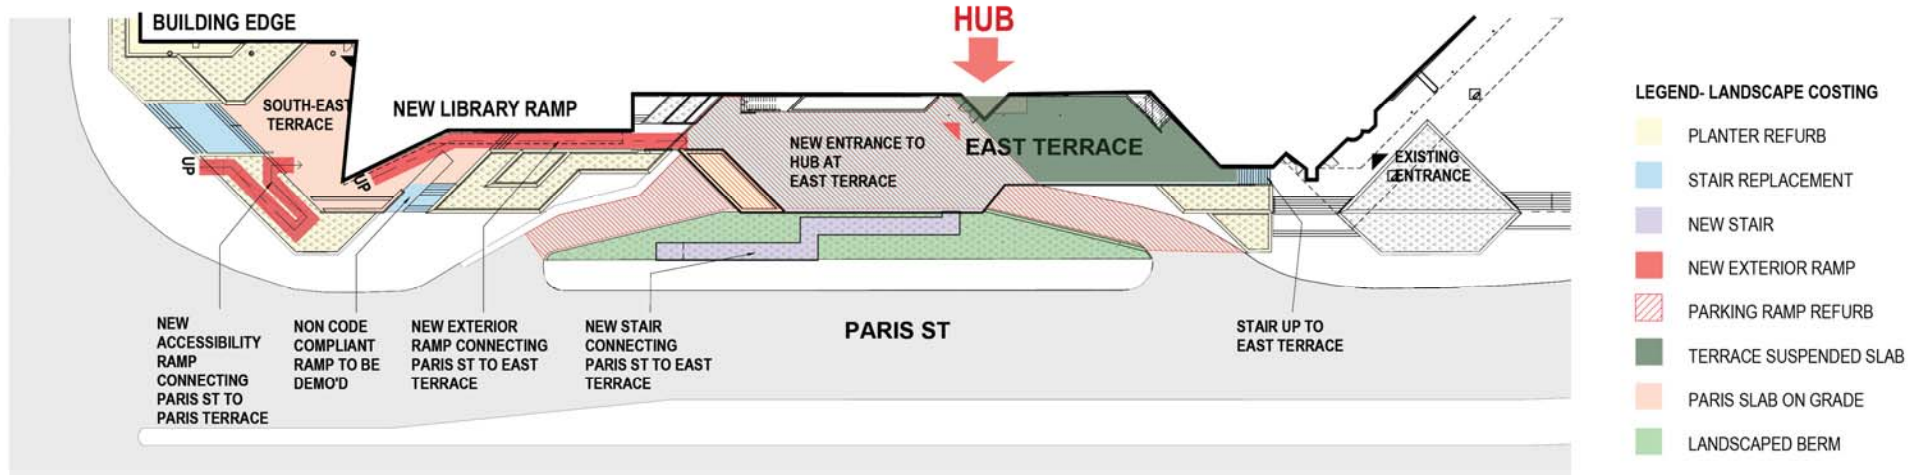 BUILDING EDGE
HUB
SOUTH-EAST
TERRACE
NEW LIBRARY RAMP
NEW ENTRANCE TO
HUB AT
EAST TERRACE
EAST TERRACE
EXISTING
ENTRANCE
UP
UP
NEW
ACCESSIBILITY
RAMP
CONNECTING
PARIS ST TO
PARIS TERRACE
NON CODE
COMPLIANT
RAMP TO BE
DEMO'D
NEW EXTERIOR
RAMP CONNECTING
PARIS ST TO EAST
TERRACE
NEW STAIR
CONNECTING
PARIS ST TO EAST
TERRACE
PARIS ST
STAIR UP TO
EAST TERRACE
LEGEND- LANDSCAPE COSTING
PLANTER REFURB
STAIR REPLACEMENT
NEW STAIR
NEW EXTERIOR RAMP
PARKING RAMP REFURB
TERRACE SUSPENDED SLAB
PARIS SLAB ON GRADE
LANDSCAPED BERM